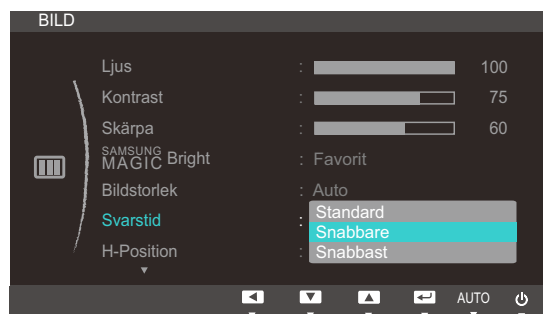 BILD
Ljus : 100
Kontrast : 75
Skärpa : 60
SAMSUNG MAGIC Bright : Favorit
Bildstorlek : Auto
Svarstid : Standard
Snabbare
H-Position : Snabbast
AUTO